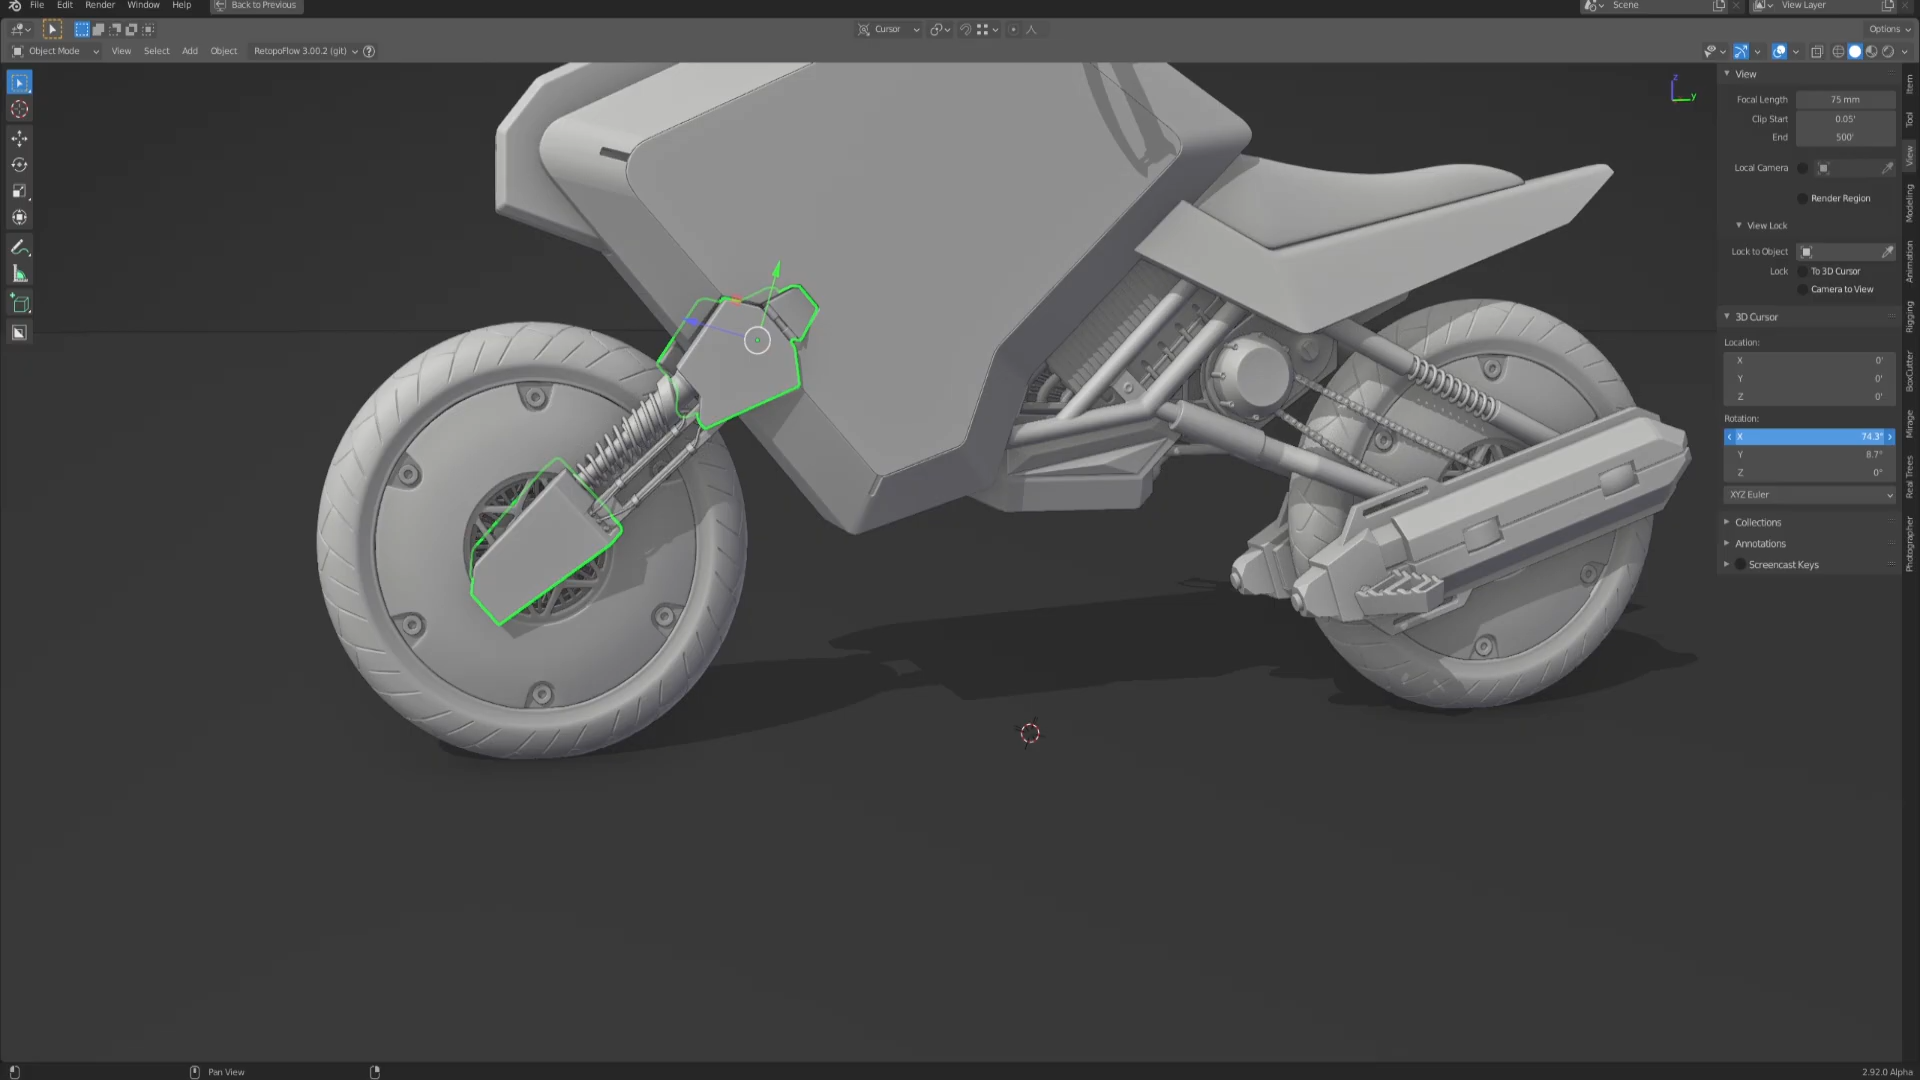 File Edit Render Window Help Back to Previous Scene View Layer
Cursor Options
Object Mode View Select Add Object RetopoFlow 3.00.2 (git) ?
View
Focal Length 75 mm
Clip Start 0.05'
End 500'
Local Camera
Render Region
View Lock
Lock to Object
Lock To 3D Cursor
Camera to View
3D Cursor
Location:
X 0'
Y 0'
Z 0'
Rotation:
X 74.3°
Y 8.7°
Z 0°
XYZ Euler
Collections
Annotations
Screencast Keys
Item
Tool
View
Modeling
Animation
Rigging
BoxCutter
Mirage
Real Trees
Photographer
z
y
Pan View
2.92.0 Alpha